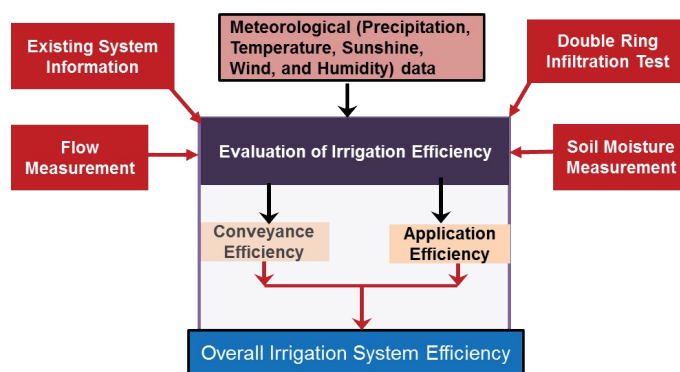 Existing System
Information
Meteorological (Precipitation,
Temperature, Sunshine,
Wind, and Humidity) data
Double Ring
Infiltration Test
Flow
Measurement
Evaluation of Irrigation Efficiency
Soil Moisture
Measurement
Conveyance
Efficiency
Application
Efficiency
Overall Irrigation System Efficiency